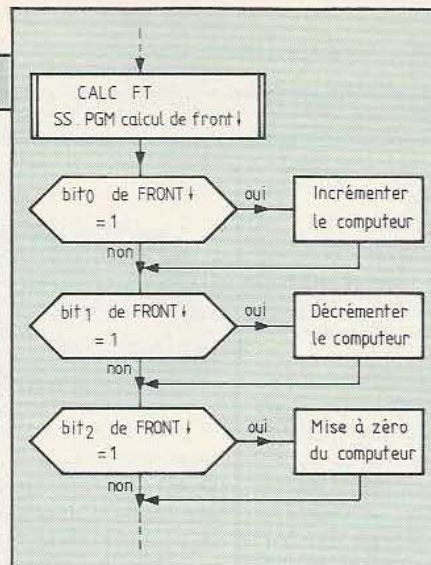 CALC FT
SS PGM calcul de front↓
bit0 de FRONT↓
= 1
oui
Incrémenter
le computeur
non
bit1 de FRONT↓
= 1
oui
Décrémenter
le computeur
non
bit2 de FRONT↓
=1
oui
Mise à zéro
du computeur
non